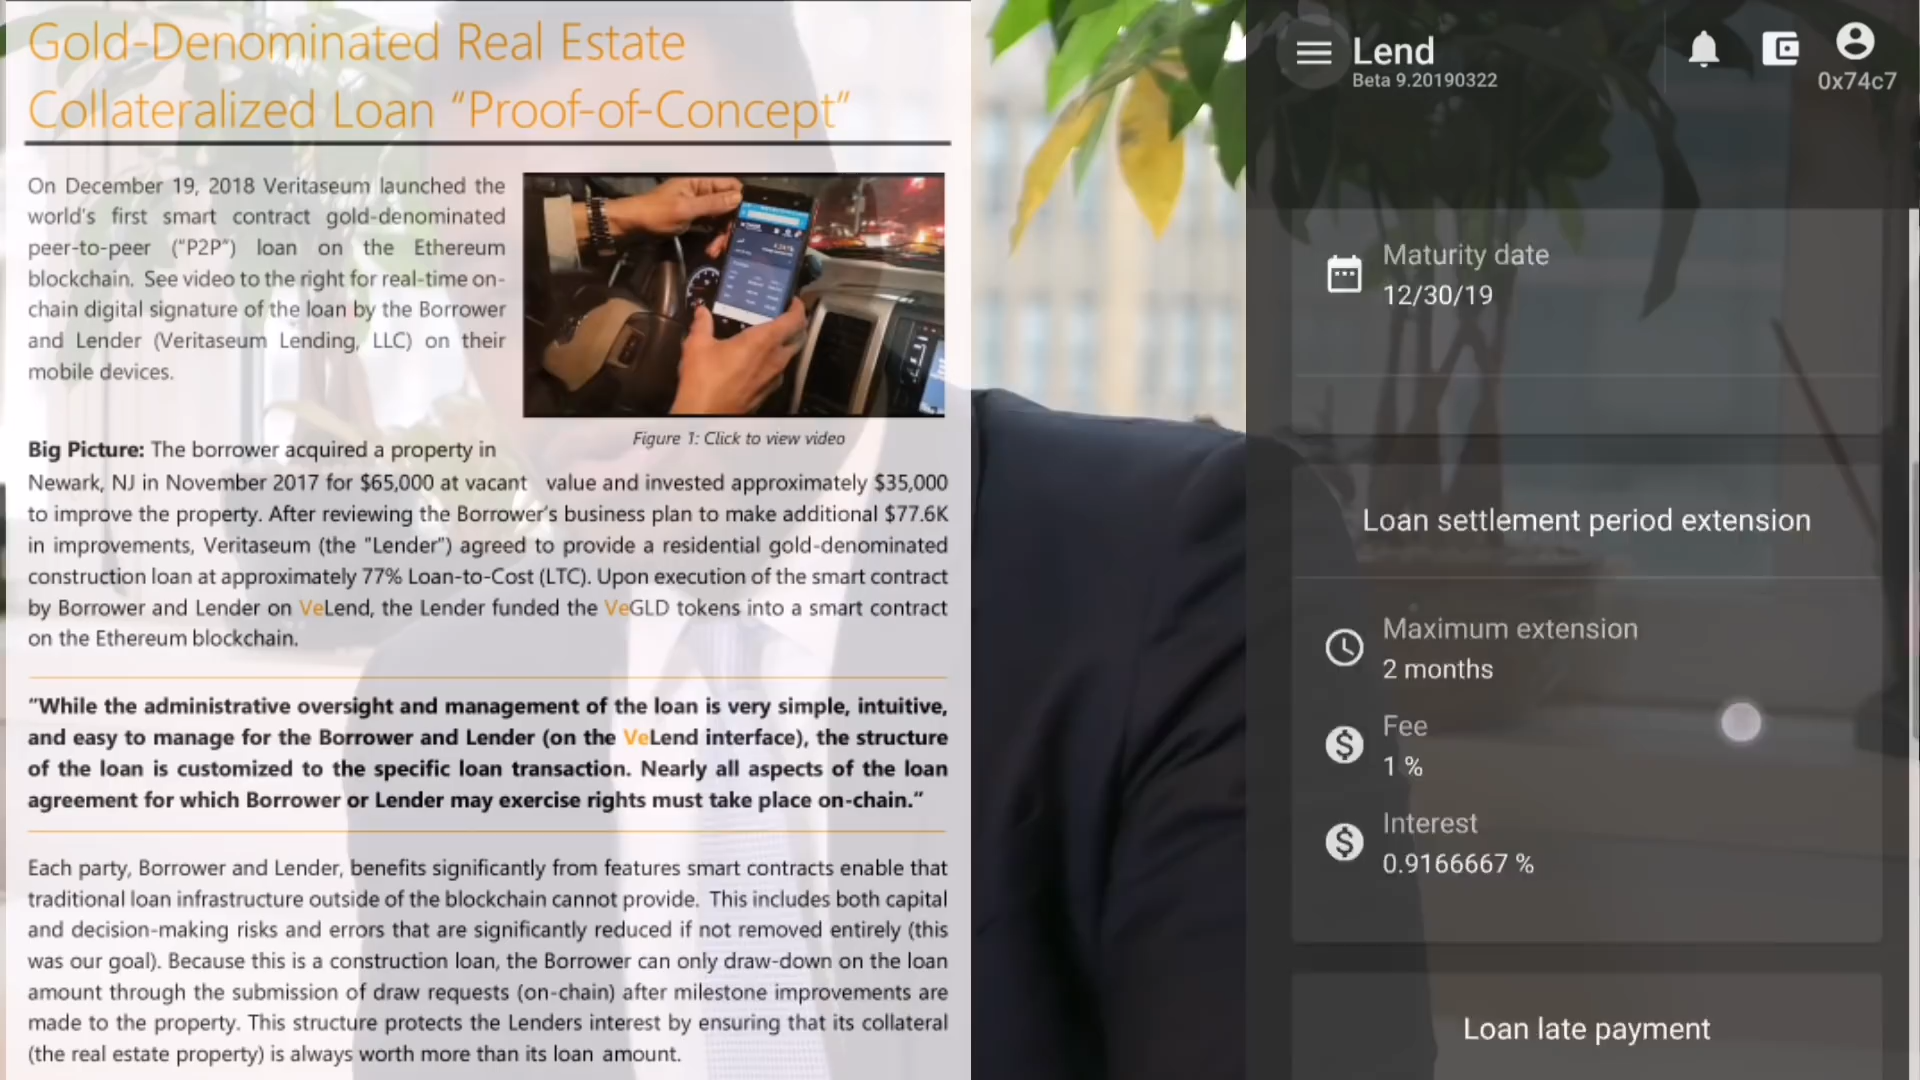 Gold-Denominated Real Estate
Collateralized Loan “Proof-of-Concept”
On December 19, 2018 Veritaseum launched the
world's first smart contract gold-denominated
peer-to-peer ("P2P") loan on the Ethereum
blockchain. See video to the right for real-time on-
chain digital signature of the loan by the Borrower
and Lender (Veritaseum Lending, LLC) on their
mobile devices.
Figure 1: Click to view video
Big Picture: The borrower acquired a property in
Newark, NJ in November 2017 for $65,000 at vacant value and invested approximately $35,000
to improve the property. After reviewing the Borrower's business plan to make additional $77.6K
in improvements, Veritaseum (the "Lender") agreed to provide a residential gold-denominated
construction loan at approximately 77% Loan-to-Cost (LTC). Upon execution of the smart contract
by Borrower and Lender on VeLend, the Lender funded the VeGLD tokens into a smart contract
on the Ethereum blockchain.
“While the administrative oversight and management of the loan is very simple, intuitive,
and easy to manage for the Borrower and Lender (on the VeLend interface), the structure
of the loan is customized to the specific loan transaction. Nearly all aspects of the loan
agreement for which Borrower or Lender may exercise rights must take place on-chain.”
Each party, Borrower and Lender, benefits significantly from features smart contracts enable that
traditional loan infrastructure outside of the blockchain cannot provide. This includes both capital
and decision-making risks and errors that are significantly reduced if not removed entirely (this
was our goal). Because this is a construction loan, the Borrower can only draw-down on the loan
amount through the submission of draw requests (on-chain) after milestone improvements are
made to the property. This structure protects the Lenders interest by ensuring that its collateral
(the real estate property) is always worth more than its loan amount.
Lend
Beta 9.20190322
0x74c7
Maturity date
12/30/19
Loan settlement period extension
Maximum extension
2 months
Fee
1 %
Interest
0.9166667 %
Loan late payment